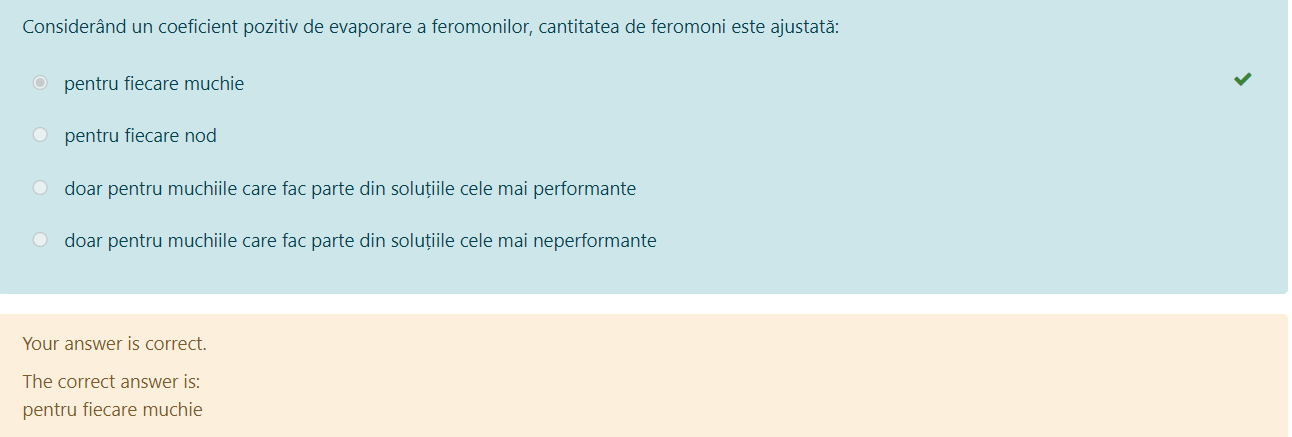 Considerând un coeficient pozitiv de evaporare a feromonilor, cantitatea de feromoni este ajustată:
pentru fiecare muchie
pentru fiecare nod
doar pentru muchiile care fac parte din soluțiile cele mai performante
doar pentru muchiile care fac parte din soluțiile cele mai neperformante
Your answer is correct.
The correct answer is:
pentru fiecare muchie